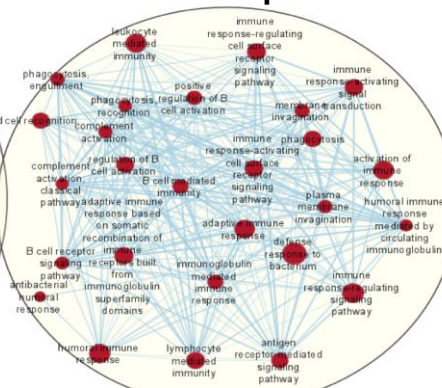 leukocyte
mediated
immunity
immune
response-regulating
cell surface
receptor
signaling
pathway
immune
response-activating
signal
transduction
phagocytosis,
engulfment
positive
regulation of B
cell activation
phagocytosis,
recognition
membrane
invagination
cell recognition
complement
activation
phagocytosis
immune
response-activating
cell surface
receptor
signaling
pathway
regulation of B
cell activation
activation of
immune
response
complement
activation,
classical
pathway
B cell mediated
immunity
plasma
membrane
invagination
adaptive immune
response based
on somatic
recombination of
immune
receptors built
from
immunoglobulin
superfamily
domains
humoral immune
response
mediated by
circulating
immunoglobulin
adaptive immune
response
defense
response to
bacterium
B cell receptor
signaling
pathway
immunoglobulin
mediated
immune
response
immune
response-regulating
signaling
pathway
antibacterial
humoral
response
humoral immune
response
lymphocyte
mediated
immunity
antigen
receptor-mediated
signaling
pathway